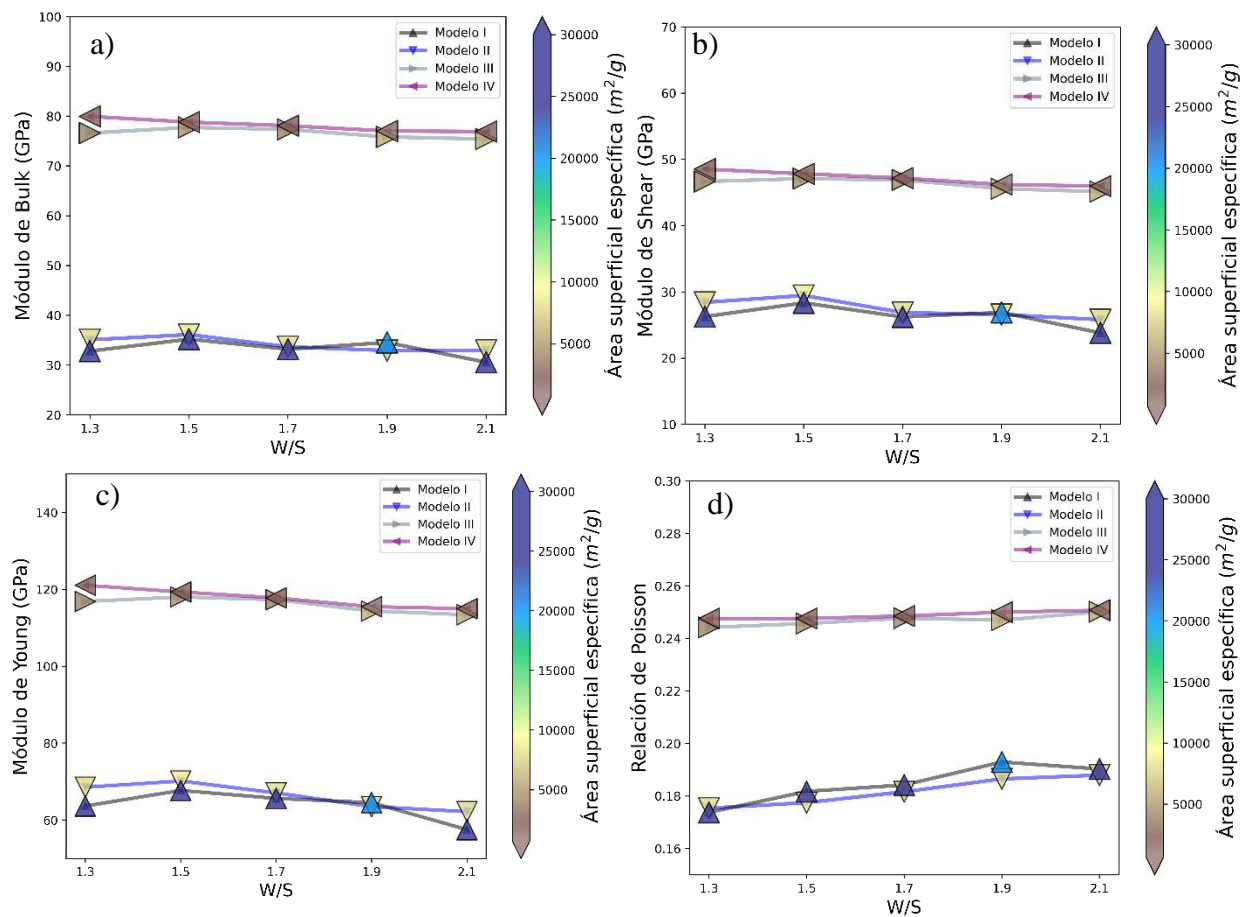 a)
Módulo de Bulk (GPa)
100
90
80
70
60
50
40
30
20
1.3 1.5 1.7 1.9 2.1
W/S
Modelo I
Modelo II
Modelo III
Modelo IV
30000
25000
20000
15000
10000
5000
Área superficial específica (m²/g)
b)
Módulo de Shear (GPa)
70
60
50
40
30
20
10
1.3 1.5 1.7 1.9 2.1
W/S
Modelo I
Modelo II
Modelo III
Modelo IV
30000
25000
20000
15000
10000
5000
Área superficial específica (m²/g)
c)
Módulo de Young (GPa)
140
120
100
80
60
1.3 1.5 1.7 1.9 2.1
W/S
Modelo I
Modelo II
Modelo III
Modelo IV
30000
25000
20000
15000
10000
5000
Área superficial específica (m²/g)
d)
Relación de Poisson
0.30
0.28
0.26
0.24
0.22
0.20
0.18
0.16
1.3 1.5 1.7 1.9 2.1
W/S
Modelo I
Modelo II
Modelo III
Modelo IV
30000
25000
20000
15000
10000
5000
Área superficial específica (m²/g)